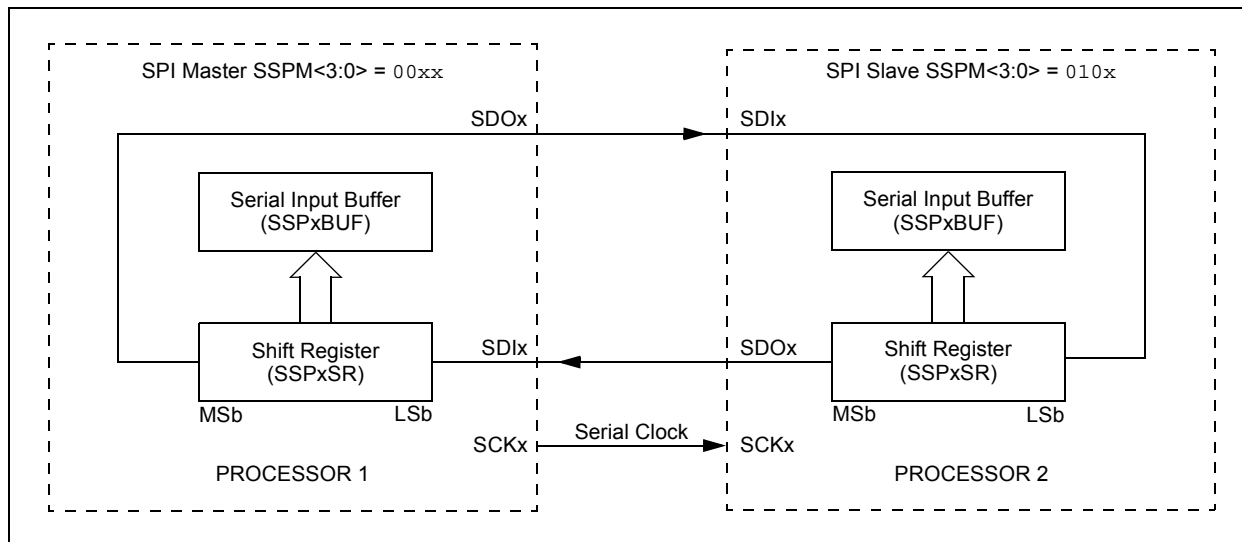 SPI Master SSPM<3:0> = 00xx
SDOx
Serial Input Buffer
(SSPxBUF)
Shift Register
(SSPxSR)
MSb
LSb
SDIx
SCKx
PROCESSOR 1
Serial Clock
SPI Slave SSPM<3:0> = 010x
SDIx
Serial Input Buffer
(SSPxBUF)
SDOx
Shift Register
(SSPxSR)
MSb
LSb
SCKx
PROCESSOR 2